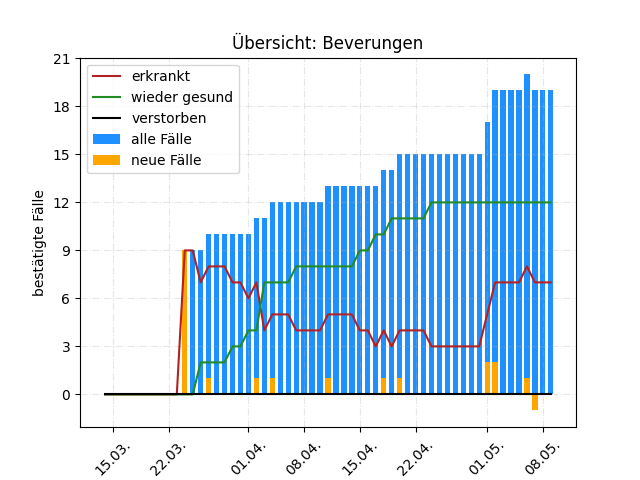 Übersicht: Beverungen
erkrankt
wieder gesund
verstorben
alle Fälle
neue Fälle
bestätigte Fälle
21
18
15
12
9
6
3
0
15.03.
22.03.
01.04.
08.04.
15.04.
22.04.
01.05.
08.05.